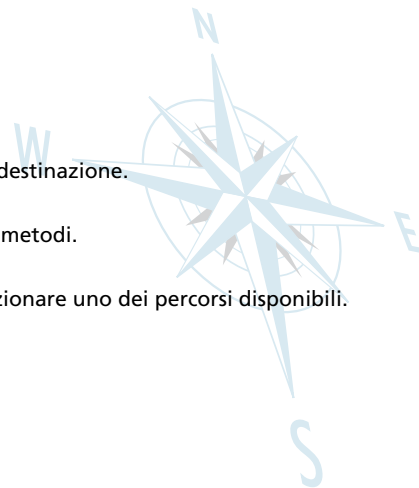 N
W
destinazione.
E
metodi.
zionare uno dei percorsi disponibili.
S